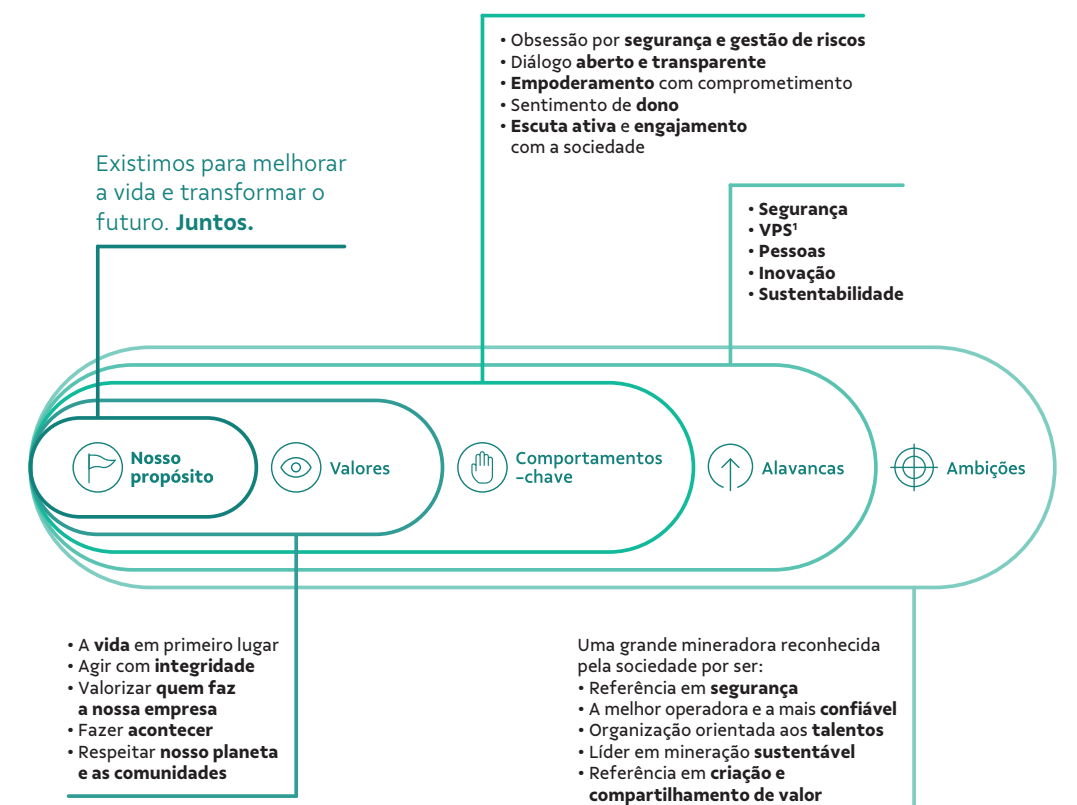 • Obsessão por segurança e gestão de riscos
• Diálogo aberto e transparente
• Empoderamento com comprometimento
• Sentimento de dono
• Escuta ativa e engajamento
com a sociedade
Existimos para melhorar
a vida e transformar o
futuro. Juntos.
• Segurança
• VPS¹
• Pessoas
• Inovação
• Sustentabilidade
Nosso
propósito
Valores
Comportamentos
-chave
Alavancas
Ambições
• A vida em primeiro lugar
• Agir com integridade
• Valorizar quem faz
a nossa empresa
• Fazer acontecer
• Respeitar nosso planeta
e as comunidades
Uma grande mineradora reconhecida
pela sociedade por ser:
• Referência em segurança
• A melhor operadora e a mais confiável
• Organização orientada aos talentos
• Líder em mineração sustentável
• Referência em criação e
compartilhamento de valor